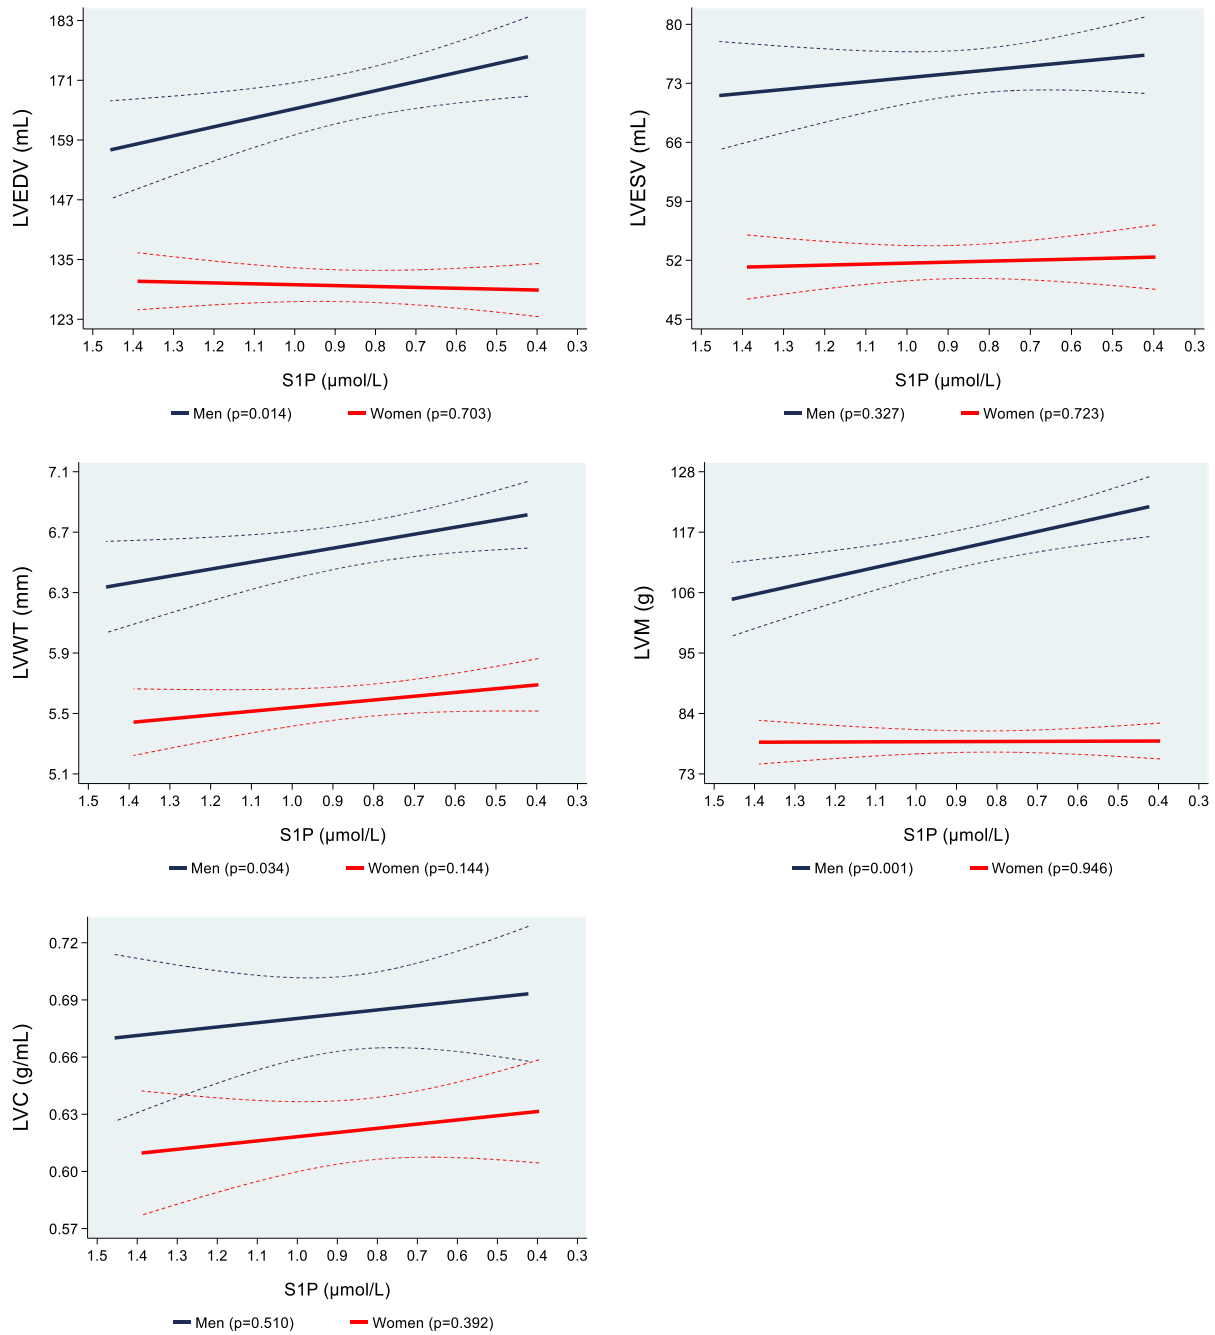 LVEDV (mL)
183
171
159
147
135
123
1.5 1.4 1.3 1.2 1.1 1.0 0.9 0.8 0.7 0.6 0.5 0.4 0.3
S1P (µmol/L)
Men (p=0.014) Women (p=0.703)
LVESV (mL)
80
73
66
59
52
45
1.5 1.4 1.3 1.2 1.1 1.0 0.9 0.8 0.7 0.6 0.5 0.4 0.3
S1P (µmol/L)
Men (p=0.327) Women (p=0.723)
LVWT (mm)
7.1
6.7
6.3
5.9
5.5
5.1
1.5 1.4 1.3 1.2 1.1 1.0 0.9 0.8 0.7 0.6 0.5 0.4 0.3
S1P (µmol/L)
Men (p=0.034) Women (p=0.144)
LVM (g)
128
117
106
95
84
73
1.5 1.4 1.3 1.2 1.1 1.0 0.9 0.8 0.7 0.6 0.5 0.4 0.3
S1P (µmol/L)
Men (p=0.001) Women (p=0.946)
LVC (g/mL)
0.72
0.69
0.66
0.63
0.60
0.57
1.5 1.4 1.3 1.2 1.1 1.0 0.9 0.8 0.7 0.6 0.5 0.4 0.3
S1P (µmol/L)
Men (p=0.510) Women (p=0.392)